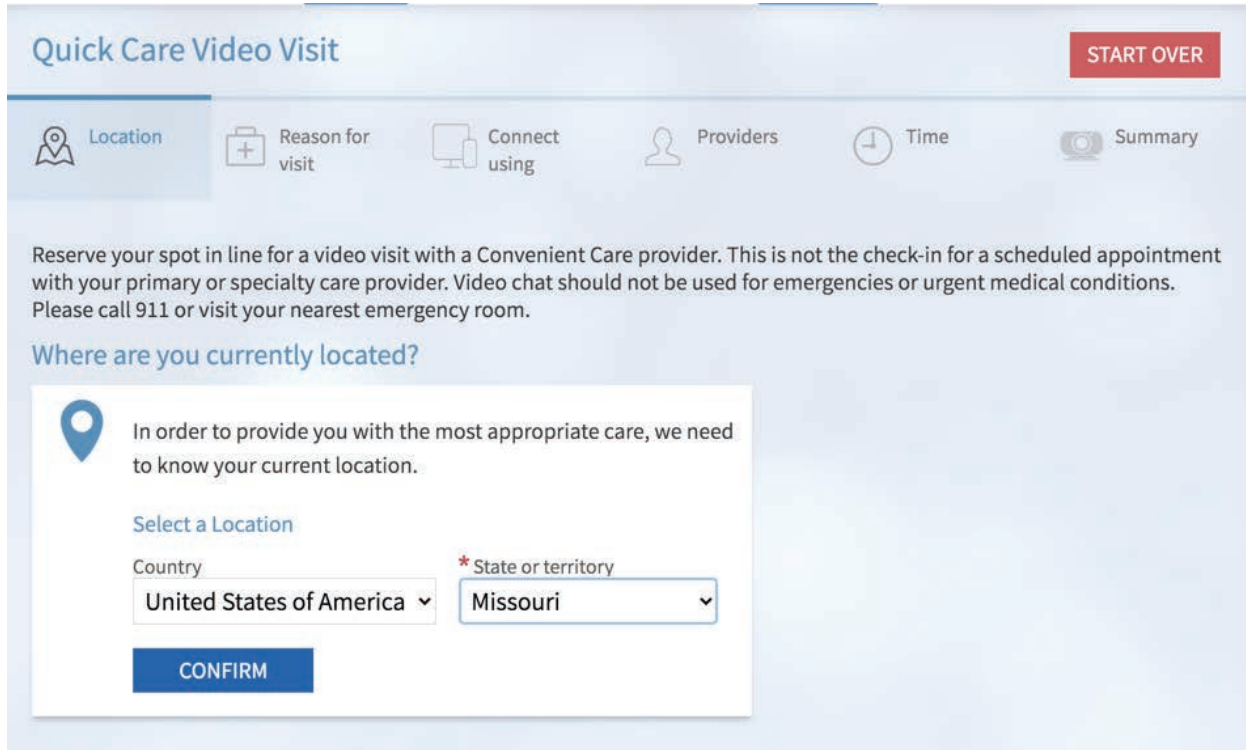 Quick Care Video Visit
START OVER
Location
Reason for
visit
Connect
using
Providers
Time
Summary
Reserve your spot in line for a video visit with a Convenient Care provider. This is not the check-in for a scheduled appointment
with your primary or specialty care provider. Video chat should not be used for emergencies or urgent medical conditions.
Please call 911 or visit your nearest emergency room.
Where are you currently located?
In order to provide you with the most appropriate care, we need
to know your current location.
Select a Location
Country
*State or territory
United States of America
Missouri
CONFIRM